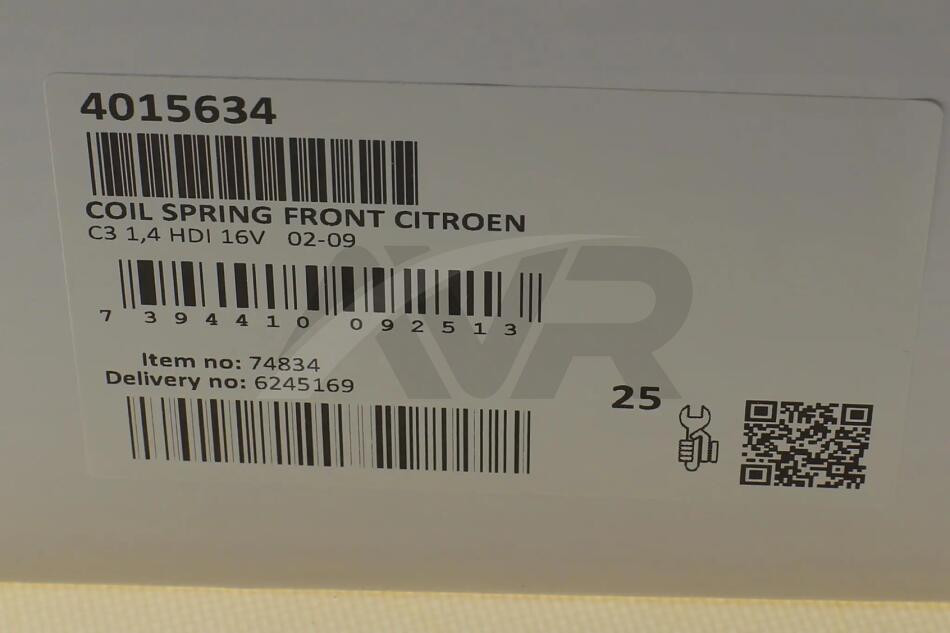 4015634
COIL SPRING FRONT CITROEN
C3 1,4 HDI 16V 02-09
7 394410 092513
Item no: 74834
Delivery no: 6245169
25
AVR